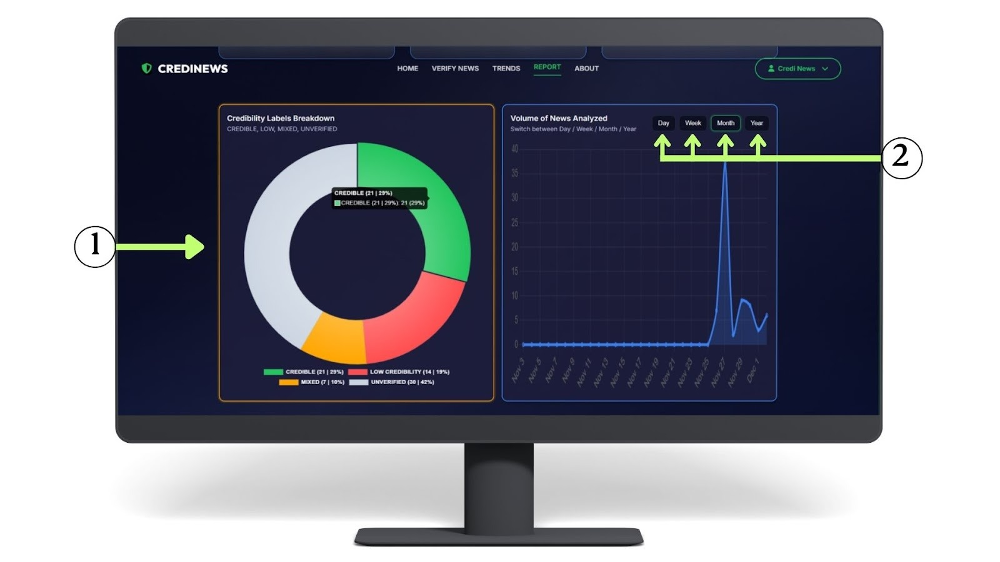 CREDINEWS
HOME VERIFY NEWS TRENDS REPORT ABOUT
Credi News
Credibility Labels Breakdown
CREDIBLE, LOW, MIXED, UNVERIFIED
CREDIBLE (21 | 29%)
CREDIBLE (21 | 29%): 21 (29%)
CREDIBLE (21 | 29%) LOW CREDIBILITY (14 | 19%)
MIXED (7 | 10%) UNVERIFIED (30 | 42%)
Volume of News Analyzed
Switch between Day / Week / Month / Year
Day Week Month Year
40
35
30
25
20
15
10
5
0
Nov 3 Nov 5 Nov 7 Nov 9 Nov 11 Nov 13 Nov 15 Nov 17 Nov 19 Nov 21 Nov 23 Nov 25 Nov 27 Nov 29 Dec 1
1
2